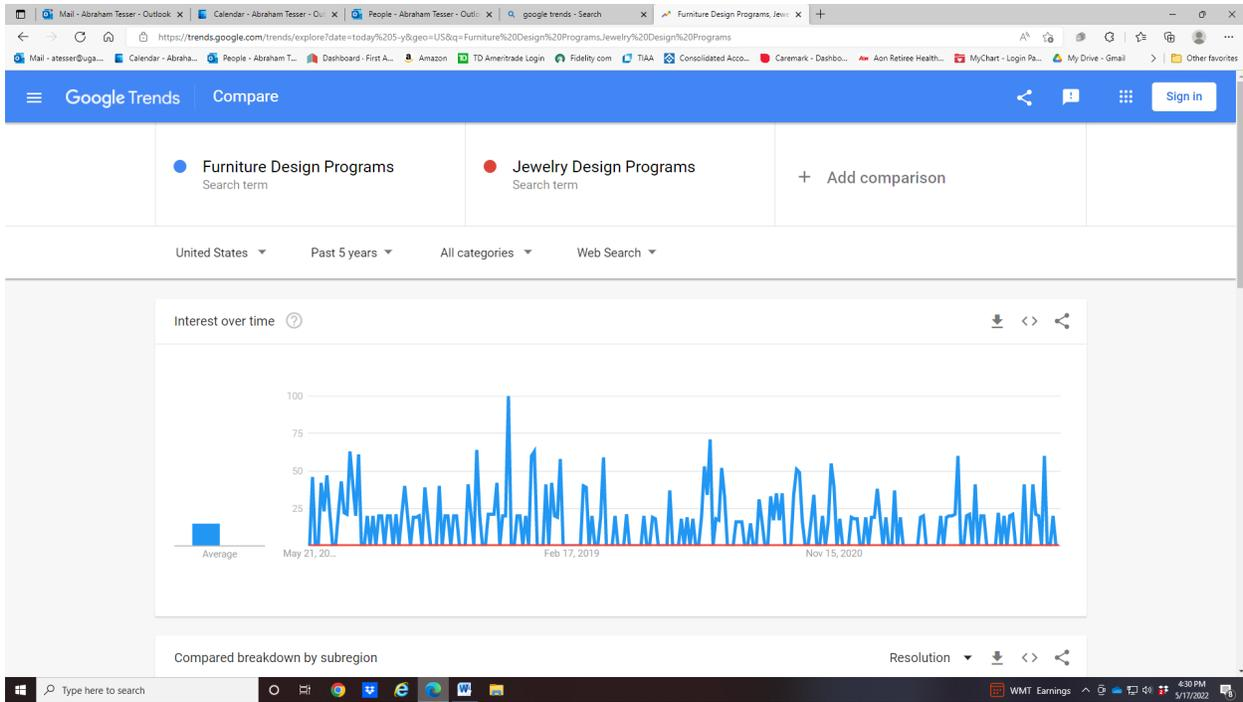 Mail - Abraham Tesser - Outlook
Calendar - Abraham Tesser - Ou
People - Abraham Tesser - Outlo
google trends - Search
Furniture Design Programs, Jewe
https://trends.google.com/trends/explore?date=today%205-y&geo=US&q=Furniture%20Design%20Programs,Jewelry%20Design%20Programs
Mail - atesser@uga...
Calendar - Abraha...
People - Abraham T...
Dashboard - First A...
Amazon
TD Ameritrade Login
Fidelity com
TIAA
Consolidated Acco...
Caremark - Dashbo...
Aon Retiree Health...
MyChart - Login Pa...
My Drive - Gmail
Other favorites
Google Trends
Compare
Sign in
Furniture Design Programs
Search term
Jewelry Design Programs
Search term
+ Add comparison
United States
Past 5 years
All categories
Web Search
Interest over time
100
75
50
25
Average
May 21, 20...
Feb 17, 2019
Nov 15, 2020
Compared breakdown by subregion
Resolution
Type here to search
WMT Earnings
4:30 PM
5/17/2022